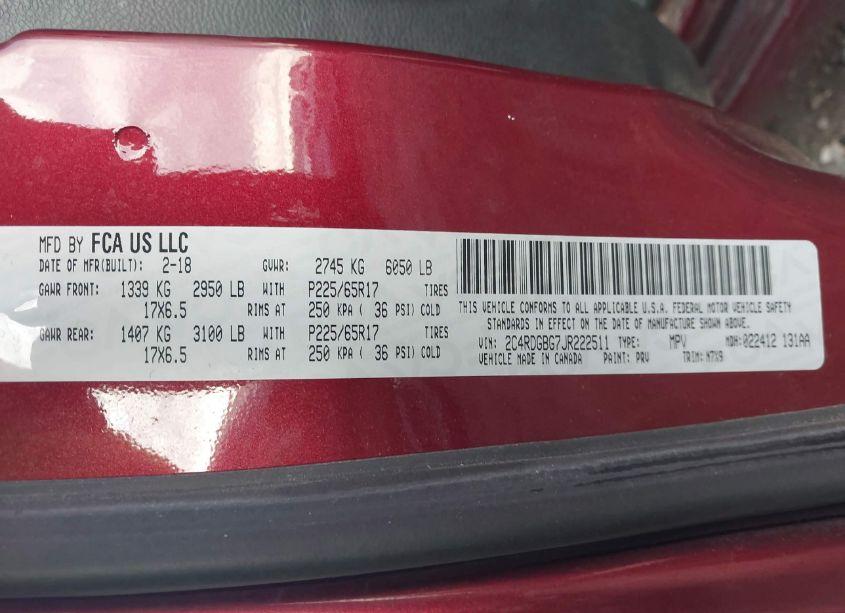 MFD BY FCA US LLC
DATE OF MFR(BUILT): 2-18 GVWR: 2745 KG 6050 LB
GAWR FRONT: 1339 KG 2950 LB WITH P225/65R17 TIRES
17X6.5 RIMS AT 250 KPA ( 36 PSI) COLD
GAWR REAR: 1407 KG 3100 LB WITH P225/65R17 TIRES
17X6.5 RIMS AT 250 KPA ( 36 PSI) COLD
THIS VEHICLE CONFORMS TO ALL APPLICABLE U.S.A. FEDERAL MOTOR VEHICLE SAFETY
STANDARDS IN EFFECT ON THE DATE OF MANUFACTURE SHOWN ABOVE.
VIN: 2C4RDGBG7JR222511 TYPE: MPV MDH:022412 131AA
VEHICLE MADE IN CANADA PAINT: PRV TRIM: N7X9